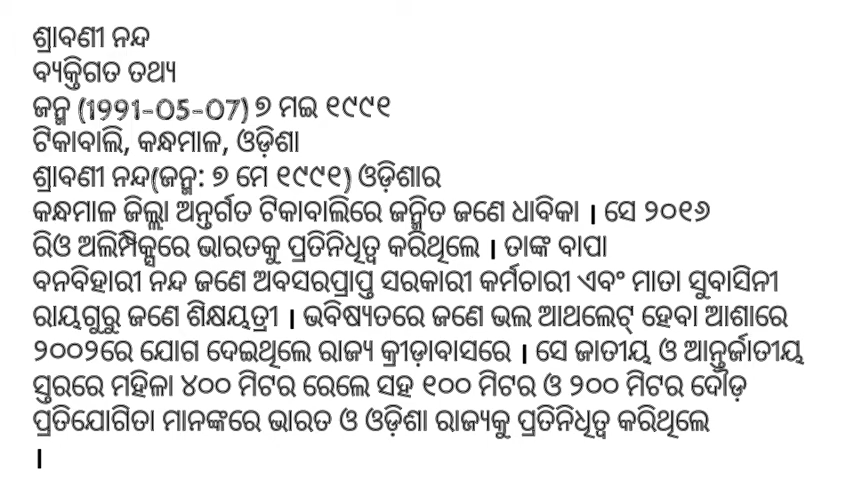 ଶ୍ରାବଣୀ ନନ୍ଦ
ବ୍ୟକ୍ତିଗତ ତଥ୍ୟ
ଜନ୍ମ (1991-05-07) ୭ ମଇ ୧୯୯୧
ଟିକାବାଲି, କନ୍ଧମାଳ, ଓଡ଼ିଶା
ଶ୍ରାବଣୀ ନନ୍ଦ(ଜନ୍ମ: ୭ ମେ ୧୯୯୧) ଓଡ଼ିଶାର
କନ୍ଧମାଳ ଜିଲ୍ଲା ଅନ୍ତର୍ଗତ ଟିକାବାଲିରେ ଜନ୍ମିତ ଜଣେ ଧାବିକା । ସେ ୨୦୧୬
ରିଓ ଅଲିମ୍ପିକ୍ସରେ ଭାରତକୁ ପ୍ରତିନିଧିତ୍ୱ କରିଥିଲେ । ତାଙ୍କ ବାପା
ବନବିହାରୀ ନନ୍ଦ ଜଣେ ଅବସରପ୍ରାପ୍ତ ସରକାରୀ କର୍ମଚାରୀ ଏବଂ ମାତା ସୁବାସିନୀ
ରାୟଗୁରୁ ଜଣେ ଶିକ୍ଷୟତ୍ରୀ । ଭବିଷ୍ୟତରେ ଜଣେ ଭଲ ଆଥଲେଟ୍ ହେବା ଆଶାରେ
୨୦୦୨ରେ ଯୋଗ ଦେଇଥିଲେ ରାଜ୍ୟ କ୍ରୀଡ଼ାବାସରେ । ସେ ଜାତୀୟ ଓ ଆନ୍ତର୍ଜାତୀୟ
ସ୍ତରରେ ମହିଳା ୪୦୦ ମିଟର ରେଲେ ସହ ୧୦୦ ମିଟର ଓ ୨୦୦ ମିଟର ଦୌଡ଼
ପ୍ରତିଯୋଗିତା ମାନଙ୍କରେ ଭାରତ ଓ ଓଡ଼ିଶା ରାଜ୍ୟକୁ ପ୍ରତିନିଧିତ୍ୱ କରିଥିଲେ
।